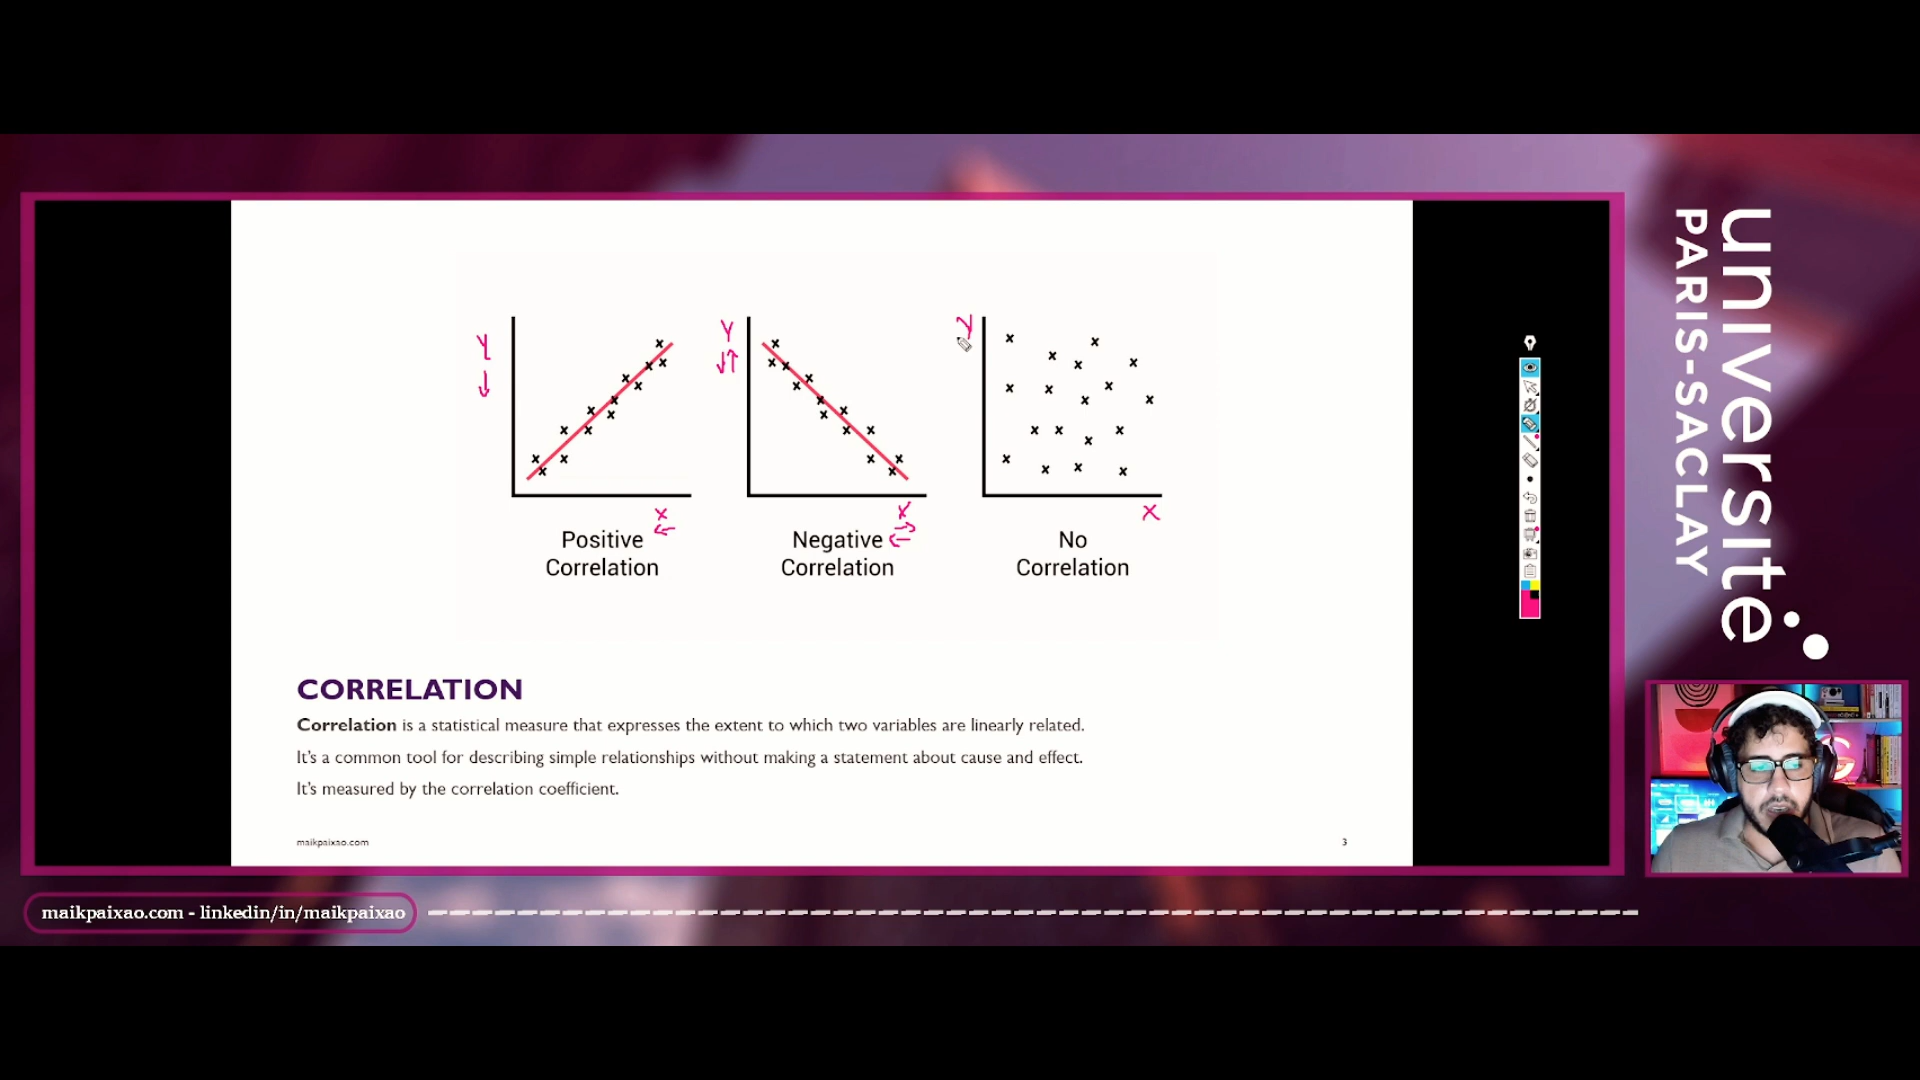 Y
Y
Y
x
x
x
Positive
Correlation
Negative
Correlation
No
Correlation
CORRELATION
Correlation is a statistical measure that expresses the extent to which two variables are linearly related.
It's a common tool for describing simple relationships without making a statement about cause and effect.
It's measured by the correlation coefficient.
maikpaixao.com
3
universite
PARIS-SACLAY
maikpaixao.com - linkedin/in/maikpaixao